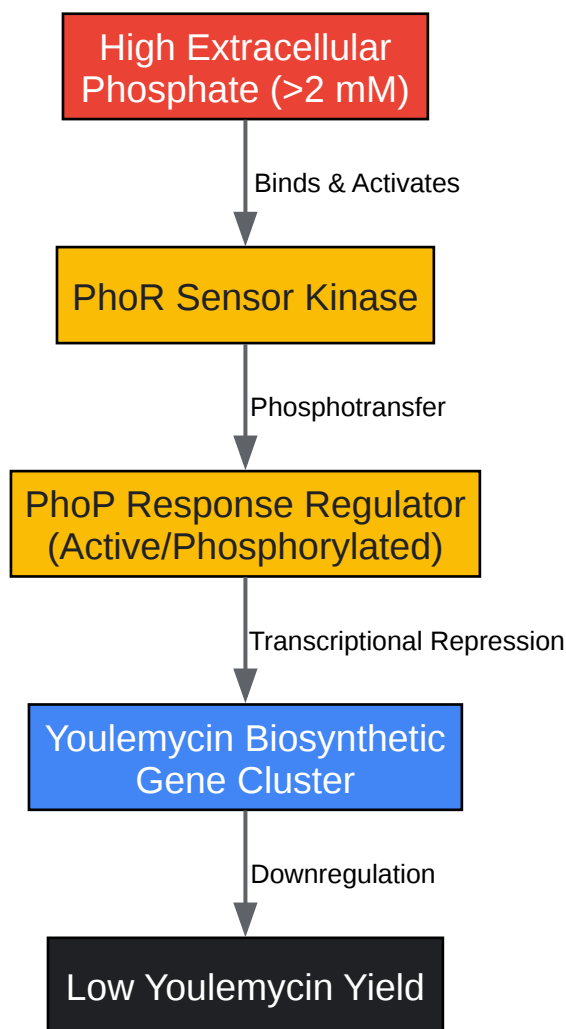 High Extracellular
Phosphate (>2 mM)
Binds & Activates
PhoR Sensor Kinase
Phosphotransfer
PhoP Response Regulator
(Active/Phosphorylated)
Transcriptional Repression
Youlemycin Biosynthetic
Gene Cluster
Downregulation
Low Youlemycin Yield